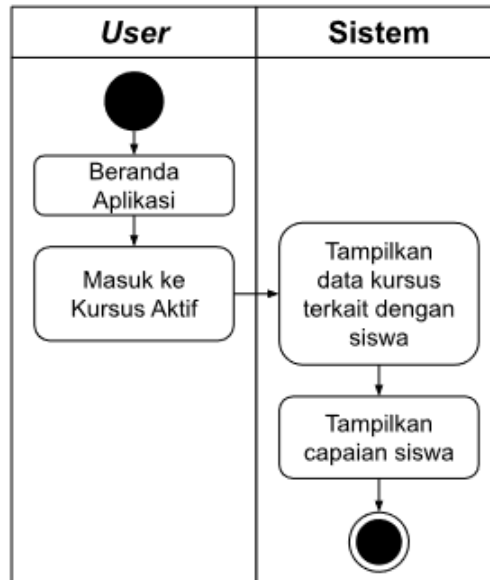 User
Sistem
Beranda
Aplikasi
Masuk ke
Kursus Aktif
Tampilkan
data kursus
terkait dengan
siswa
Tampilkan
capaian siswa